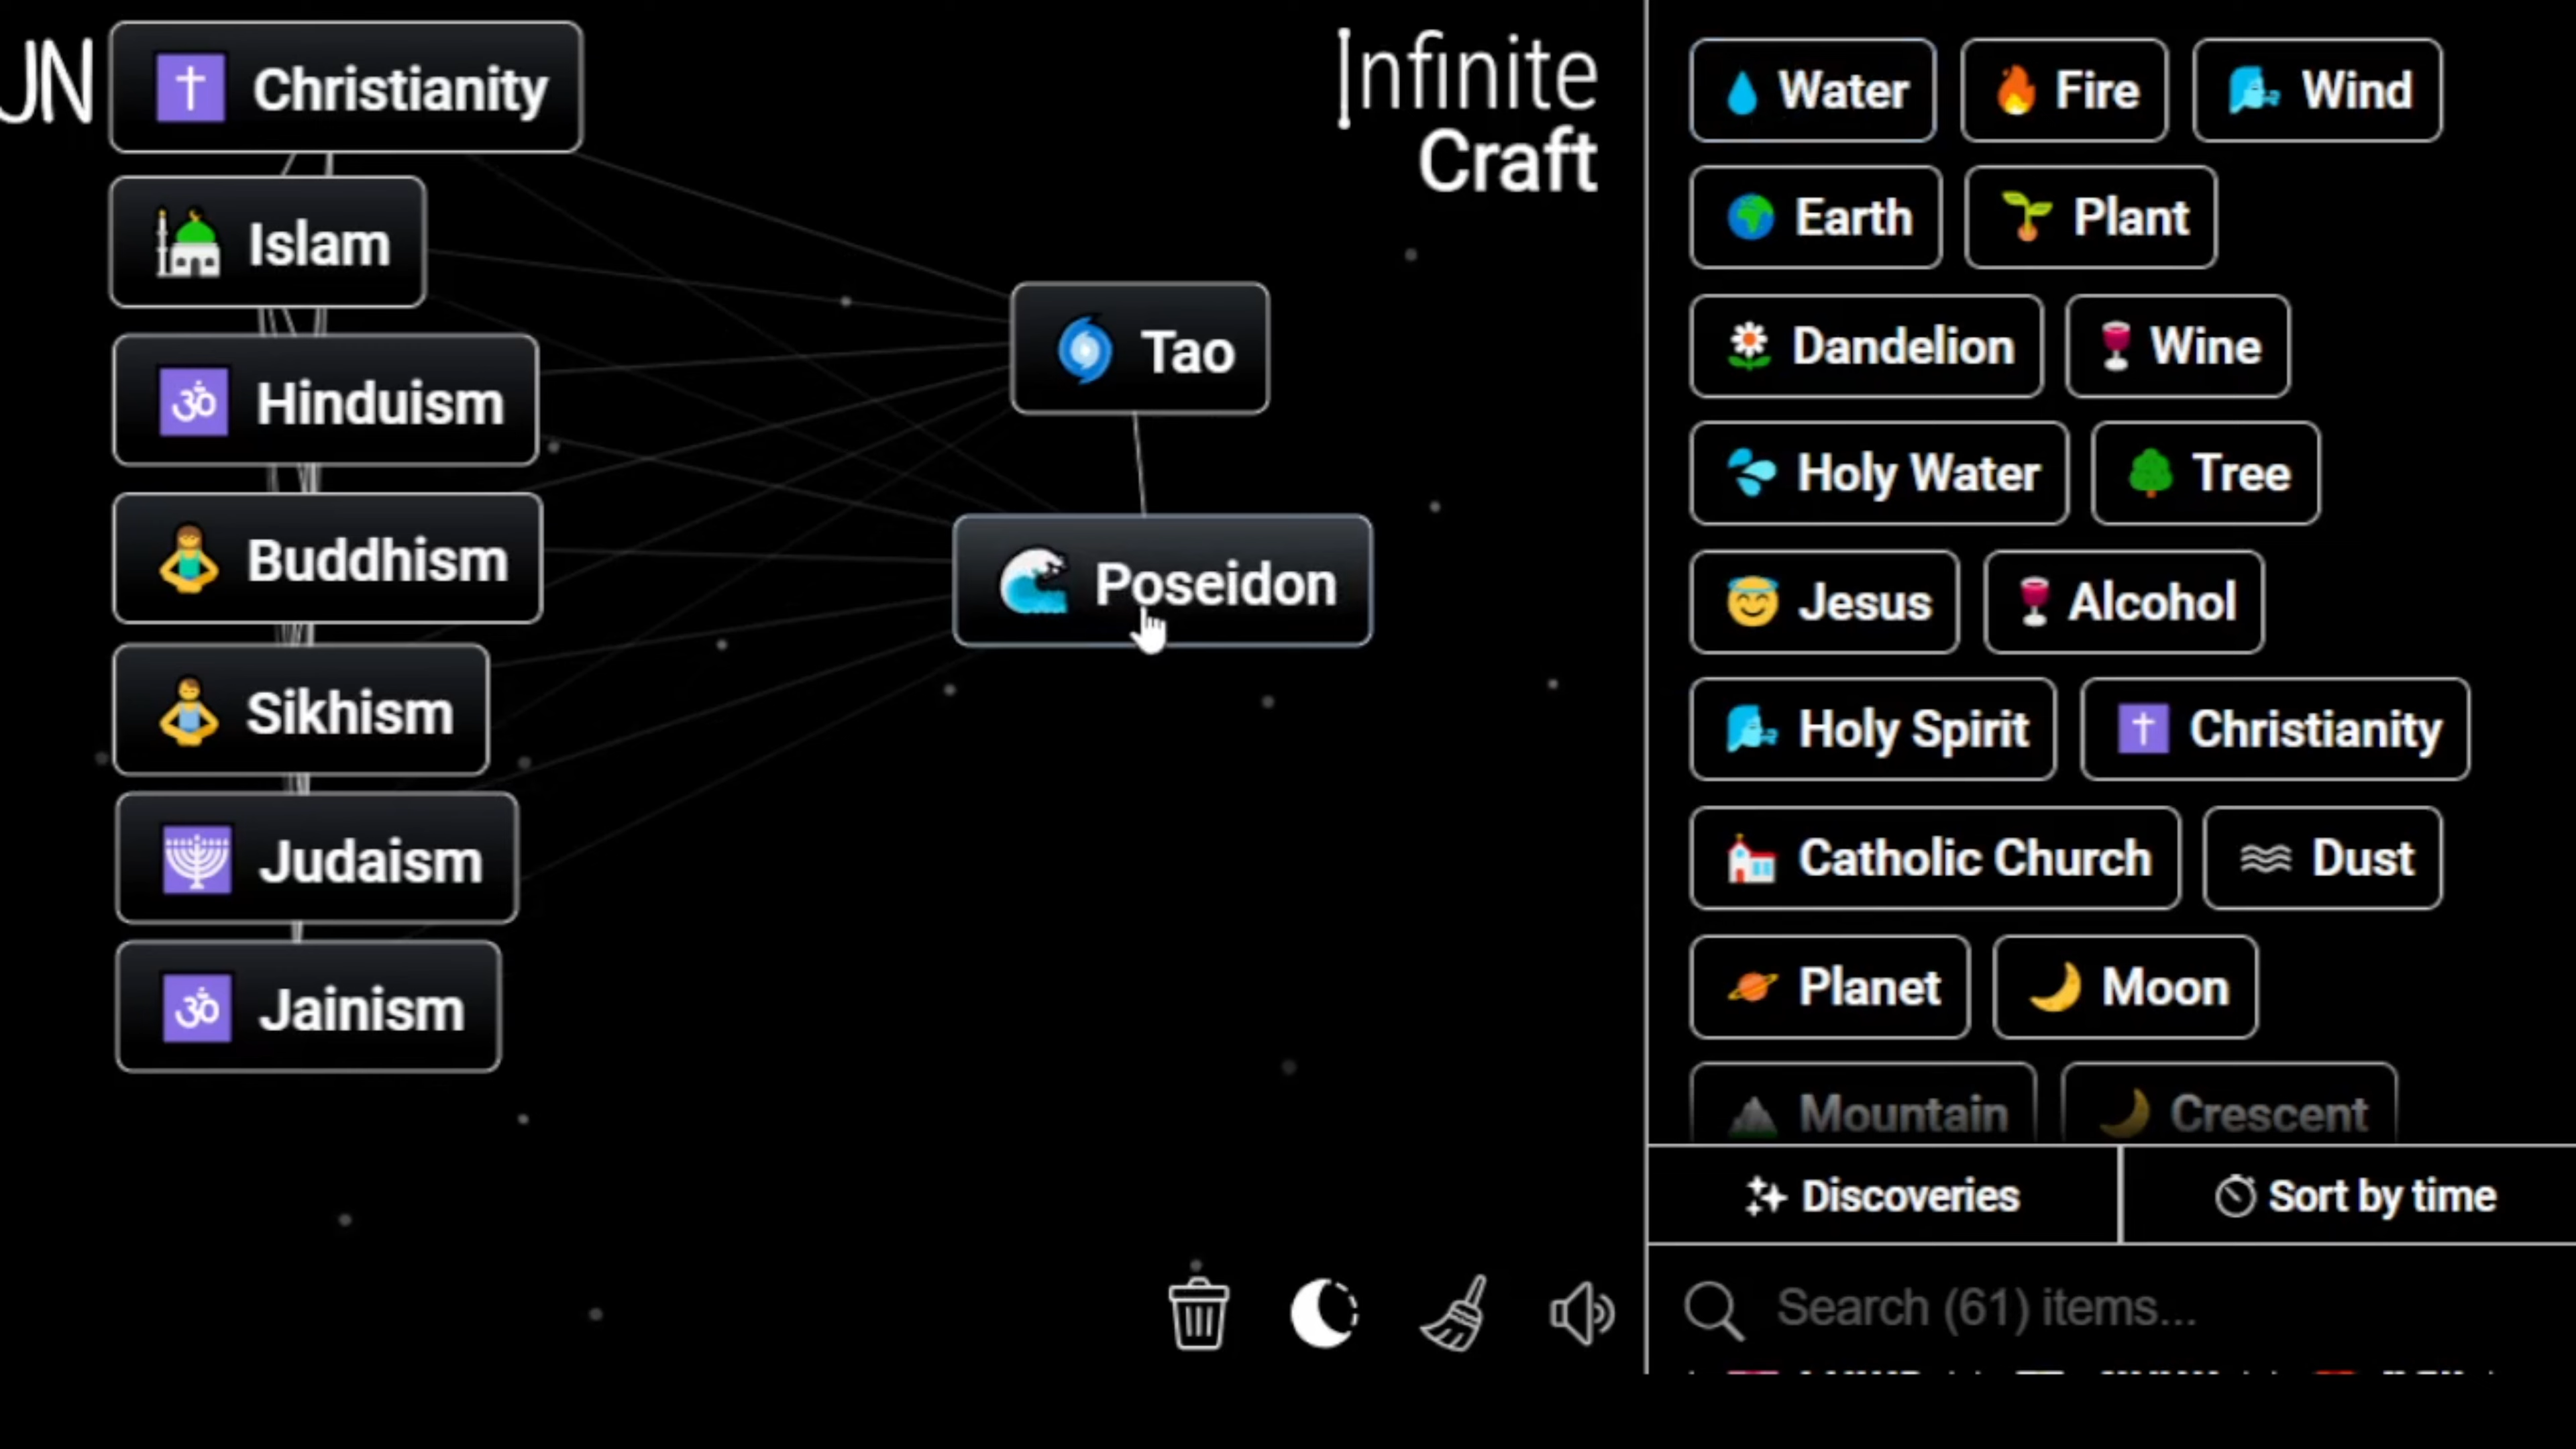 UN
Christianity
Islam
Hinduism
Buddhism
Sikhism
Judaism
Jainism
Tao
Poseidon
Infinite
Craft
Water Fire Wind
Earth Plant
Dandelion Wine
Holy Water Tree
Jesus Alcohol
Holy Spirit Christianity
Catholic Church Dust
Planet Moon
Mountain Crescent
Discoveries Sort by time
Search (61) items...